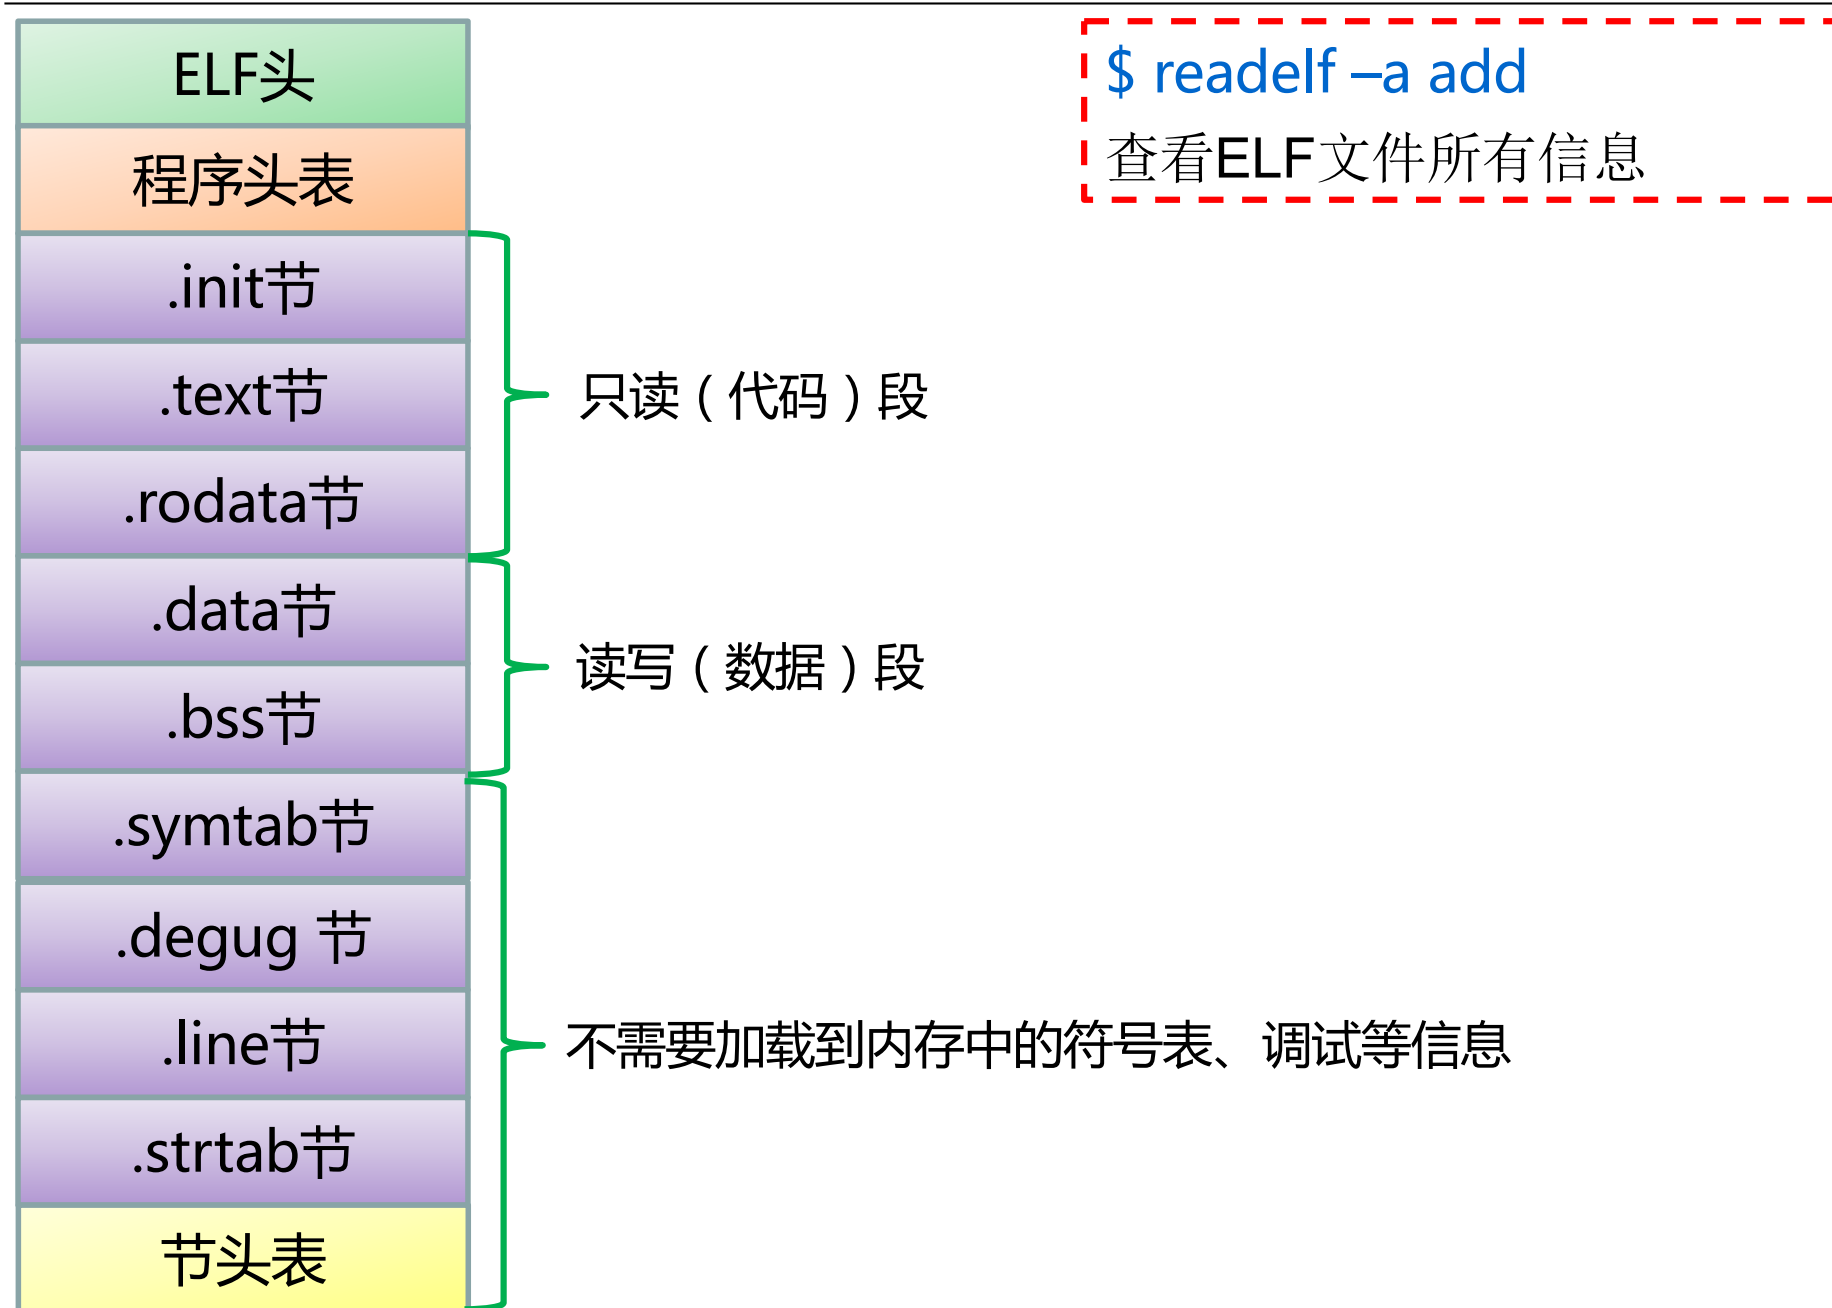 ELF头
程序头表
.init节
.text节
.rodata节
.data节
.bss节
.symtab节
.degug 节
.line节
.strtab节
节头表
只读（代码）段
读写（数据）段
不需要加载到内存中的符号表、调试等信息
$ readelf –a add
查看ELF文件所有信息